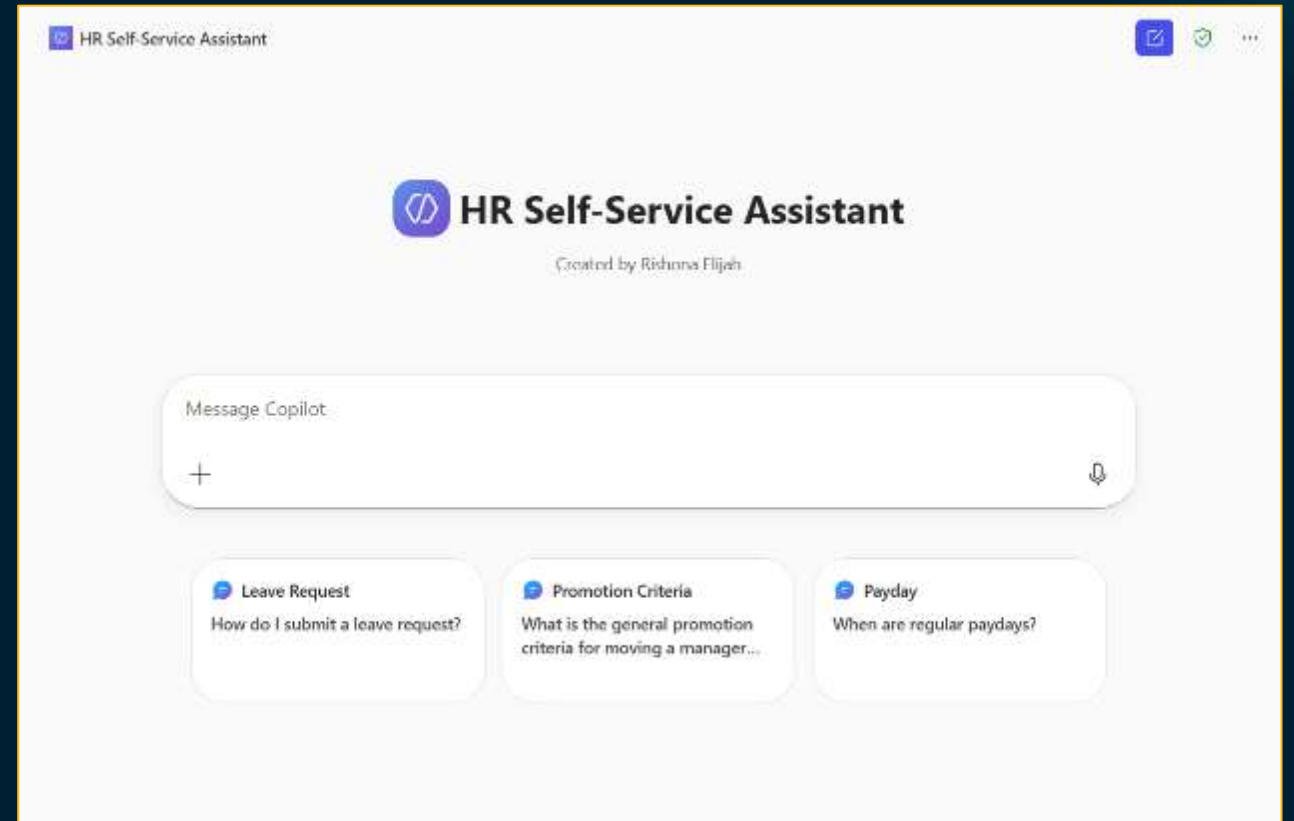 HR Self-Service Assistant
HR Self-Service Assistant
Created by Rishona Elijah
Message Copilot
Leave Request
How do I submit a leave request?
Promotion Criteria
What is the general promotion
criteria for moving a manager...
Payday
When are regular paydays?